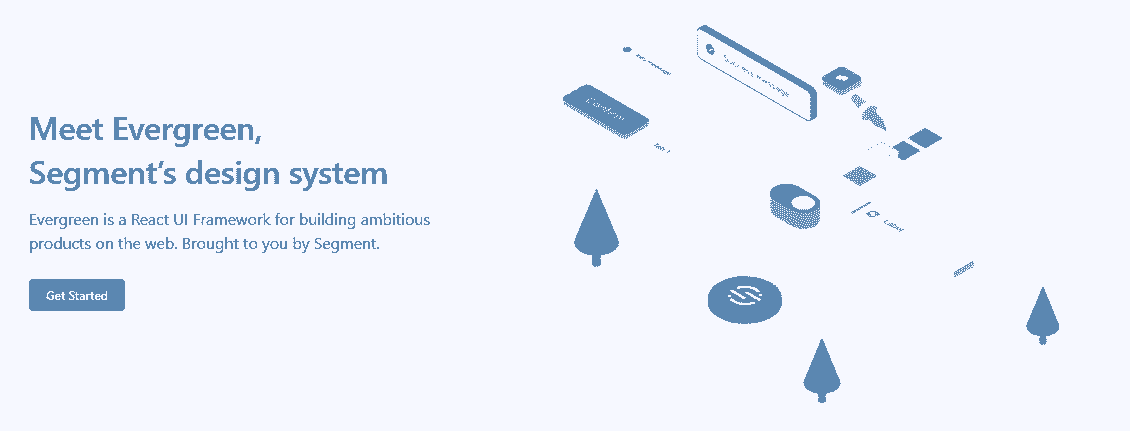 Meet Evergreen,
Segment's design system
Evergreen is a React UI Framework for building ambitious
products on the web. Brought to you by Segment.
Get Started
Label